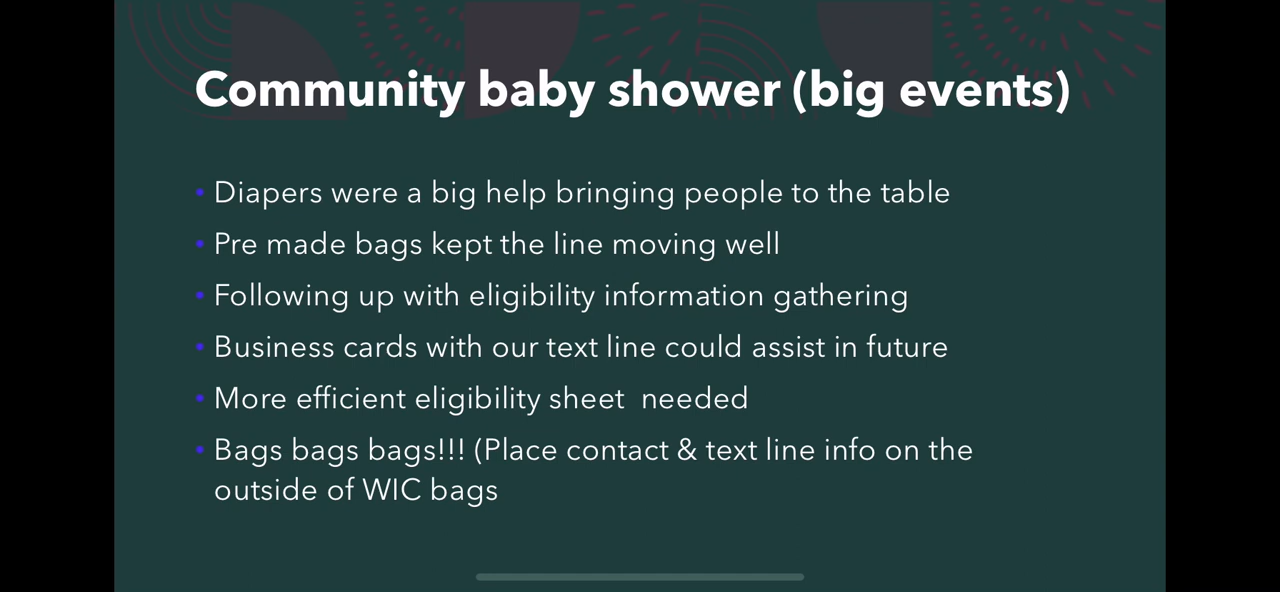 Community baby shower (big events)
• Diapers were a big help bringing people to the table
• Pre made bags kept the line moving well
• Following up with eligibility information gathering
• Business cards with our text line could assist in future
• More efficient eligibility sheet  needed
• Bags bags bags!!! (Place contact & text line info on the
outside of WIC bags